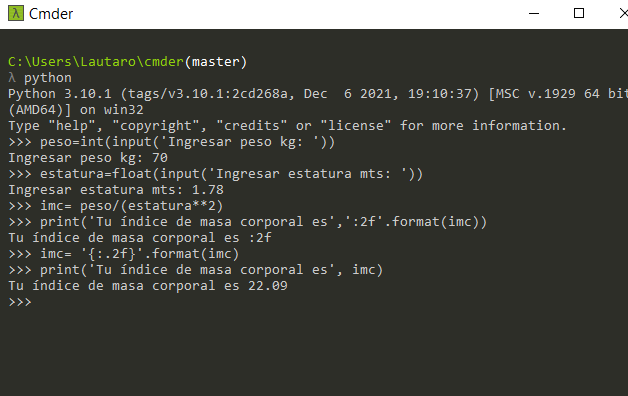 λ Cmder
C:\Users\Lautaro\cmder(master)
λ python
Python 3.10.1 (tags/v3.10.1:2cd268a, Dec  6 2021, 19:10:37) [MSC v.1929 64 bit
(AMD64)] on win32
Type "help", "copyright", "credits" or "license" for more information.
>>> peso=int(input('Ingresar peso kg: '))
Ingresar peso kg: 70
>>> estatura=float(input('Ingresar estatura mts: '))
Ingresar estatura mts: 1.78
>>> imc= peso/(estatura**2)
>>> print('Tu índice de masa corporal es',':2f'.format(imc))
Tu índice de masa corporal es :2f
>>> imc= '{:.2f}'.format(imc)
>>> print('Tu índice de masa corporal es', imc)
Tu índice de masa corporal es 22.09
>>>